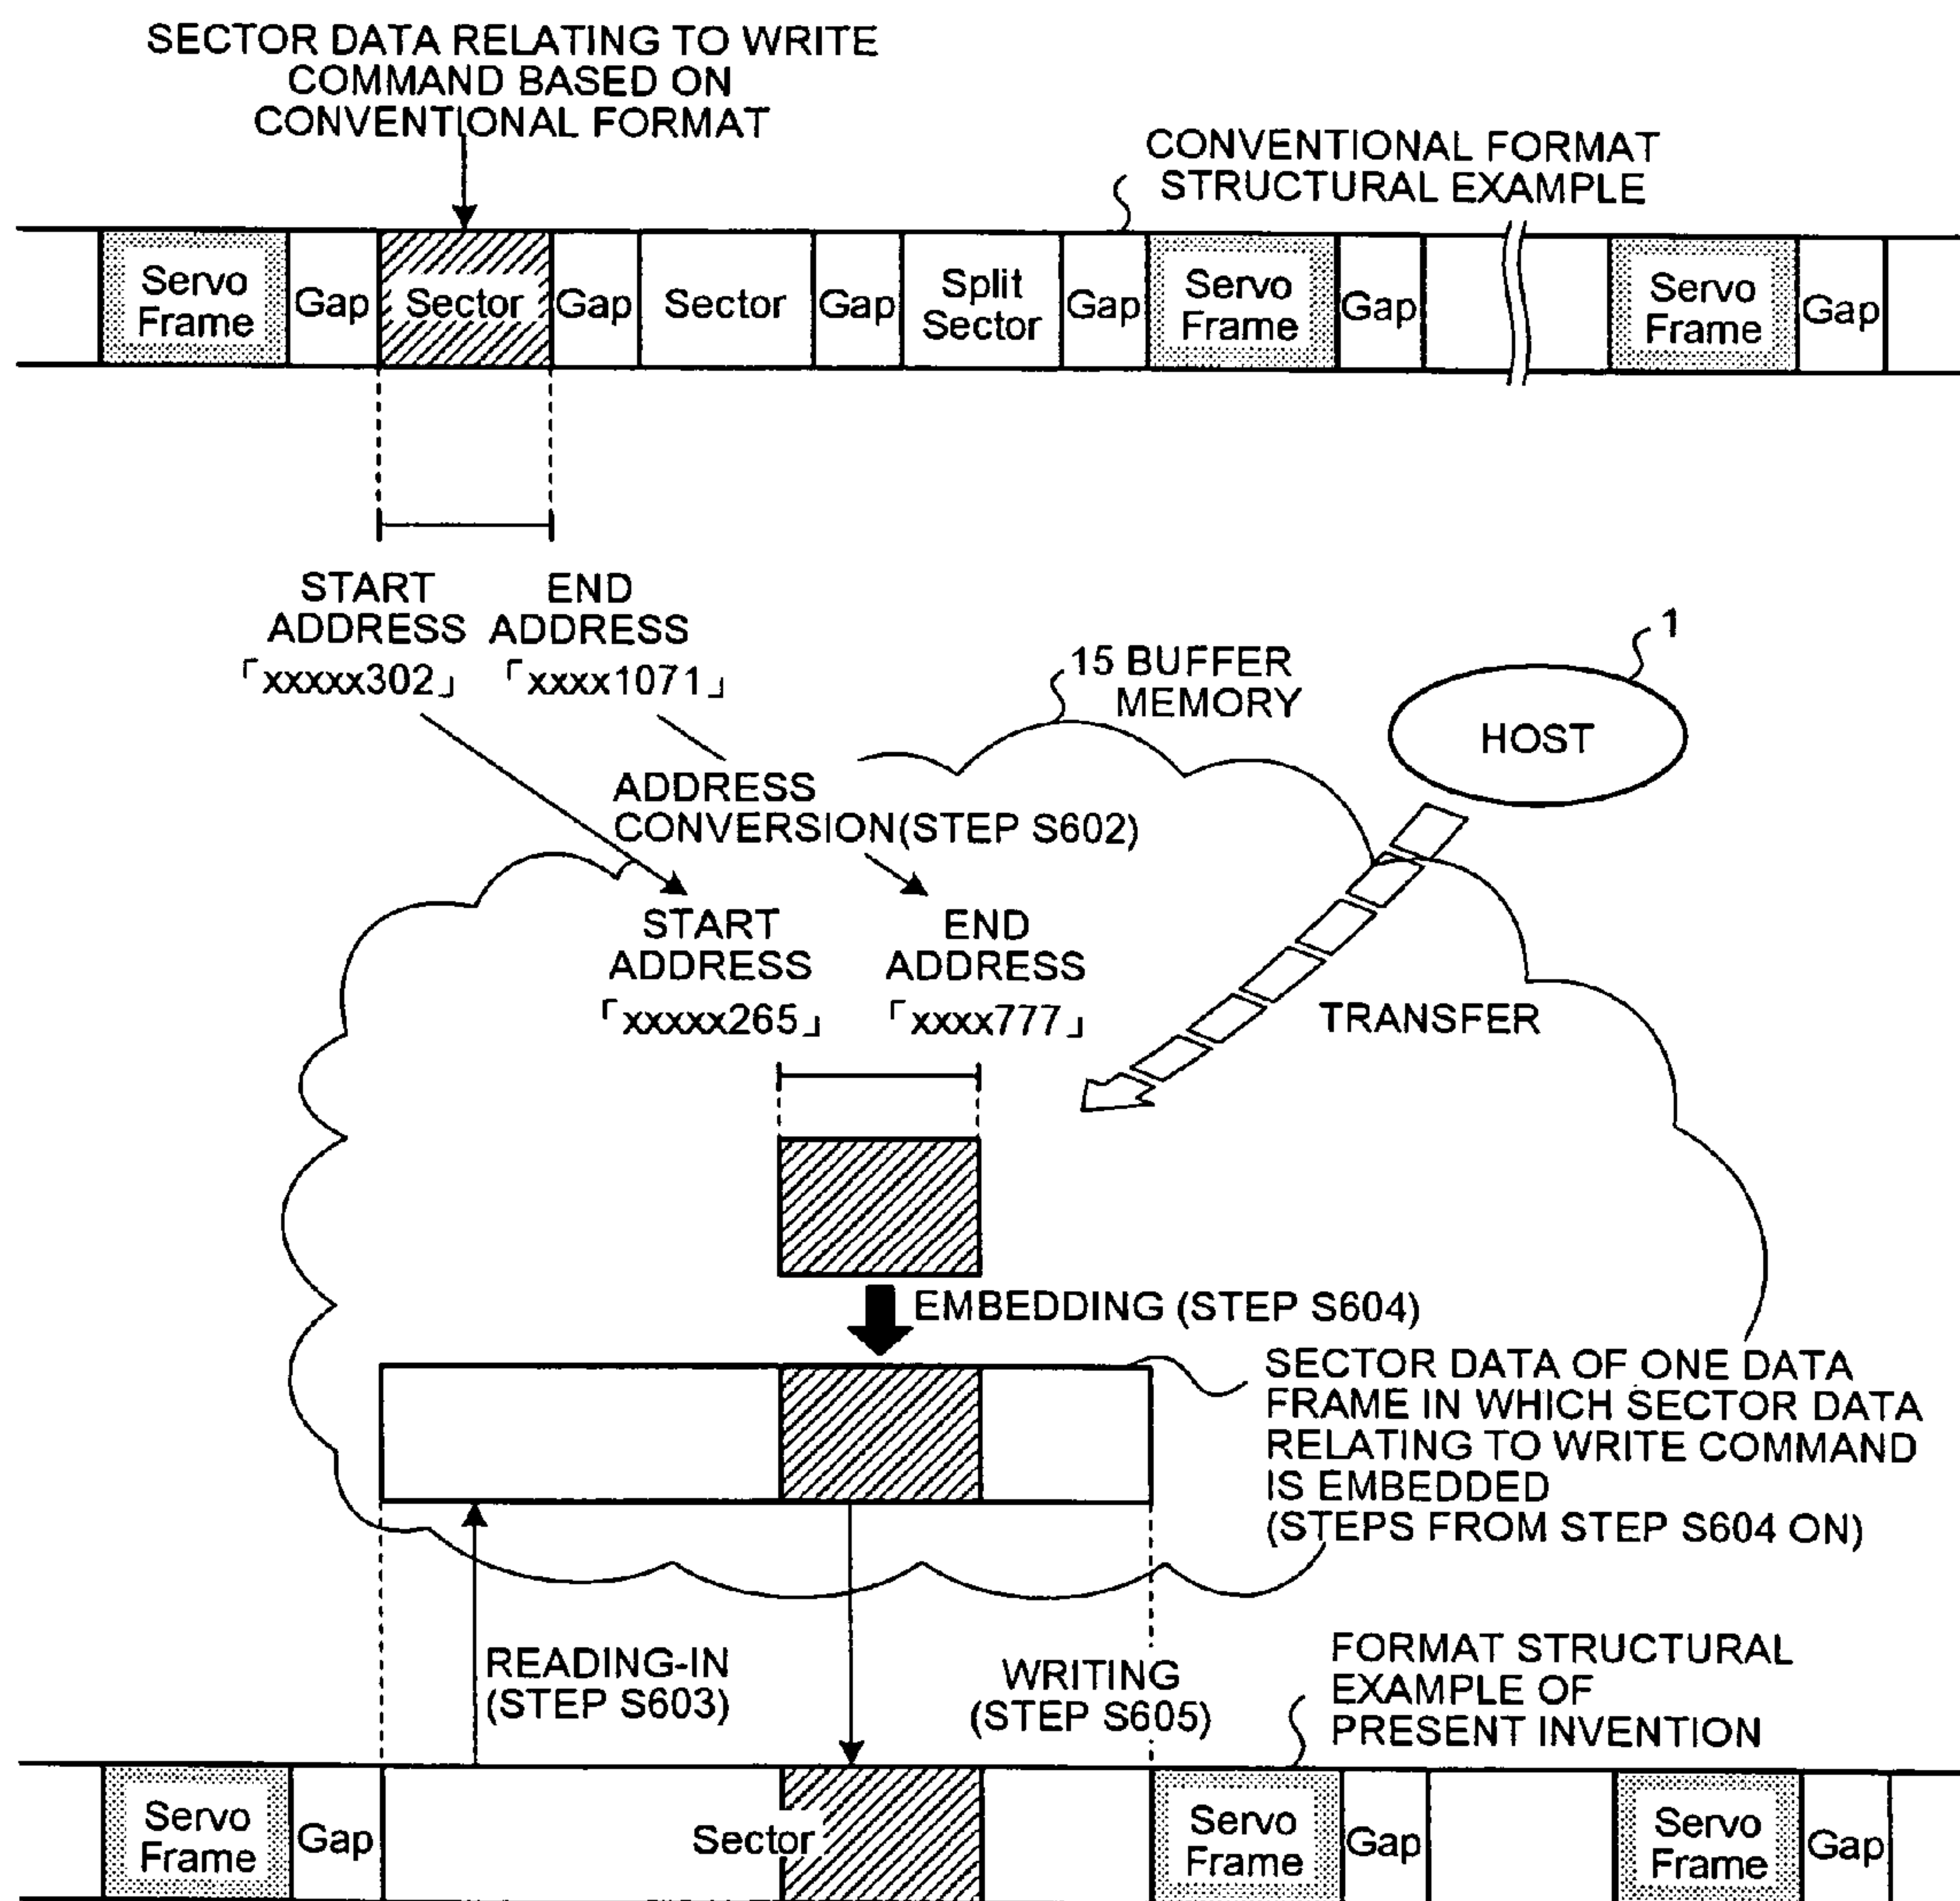 SECTOR DATA RELATING TO WRITE
COMMAND BASED ON
CONVENTIONAL FORMAT
CONVENTIONAL FORMAT
STRUCTURAL EXAMPLE
Servo
Frame
Gap
Sector
Gap
Sector
Gap
Split
Sector
Gap
Servo
Frame
Gap
Servo
Frame
Gap
START
ADDRESS
「xxxxx302」
END
ADDRESS
「xxxx1071」
1
HOST
15 BUFFER
MEMORY
ADDRESS
CONVERSION(STEP S602)
START
ADDRESS
「xxxxx265」
END
ADDRESS
「xxxx777」
TRANSFER
EMBEDDING (STEP S604)
SECTOR DATA OF ONE DATA
FRAME IN WHICH SECTOR DATA
RELATING TO WRITE COMMAND
IS EMBEDDED
(STEPS FROM STEP S604 ON)
READING-IN
(STEP S603)
WRITING
(STEP S605)
FORMAT STRUCTURAL
EXAMPLE OF
PRESENT INVENTION
Servo
Frame
Gap
Sector
Servo
Frame
Gap
Servo
Frame
Gap